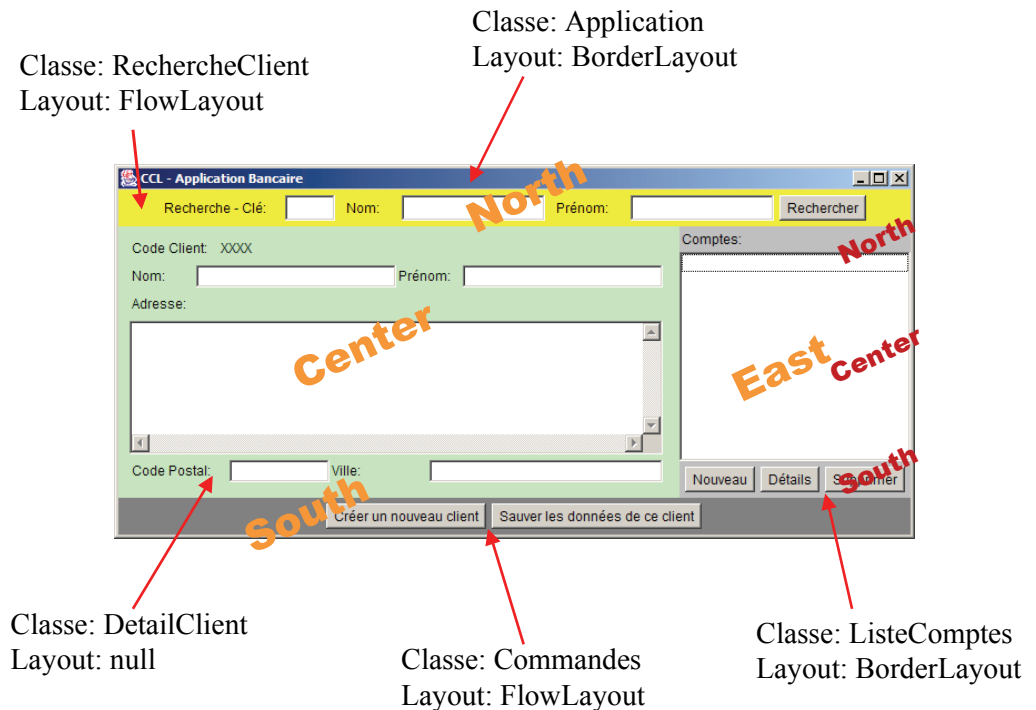 Classe: Application
Layout: BorderLayout
Classe: RechercheClient
Layout: FlowLayout
CCL - Application Bancaire
North
Recherche - Clé: Nom: Prénom: Rechercher
Code Client: XXXX
Comptes:
North
Nom: Prénom:
Adresse:
Center
East
Center
Code Postal: Ville:
Nouveau Détails Supprimer
South
South
Créer un nouveau client Sauver les données de ce client
Classe: DetailClient
Layout: null
Classe: Commandes
Layout: FlowLayout
Classe: ListeComptes
Layout: BorderLayout